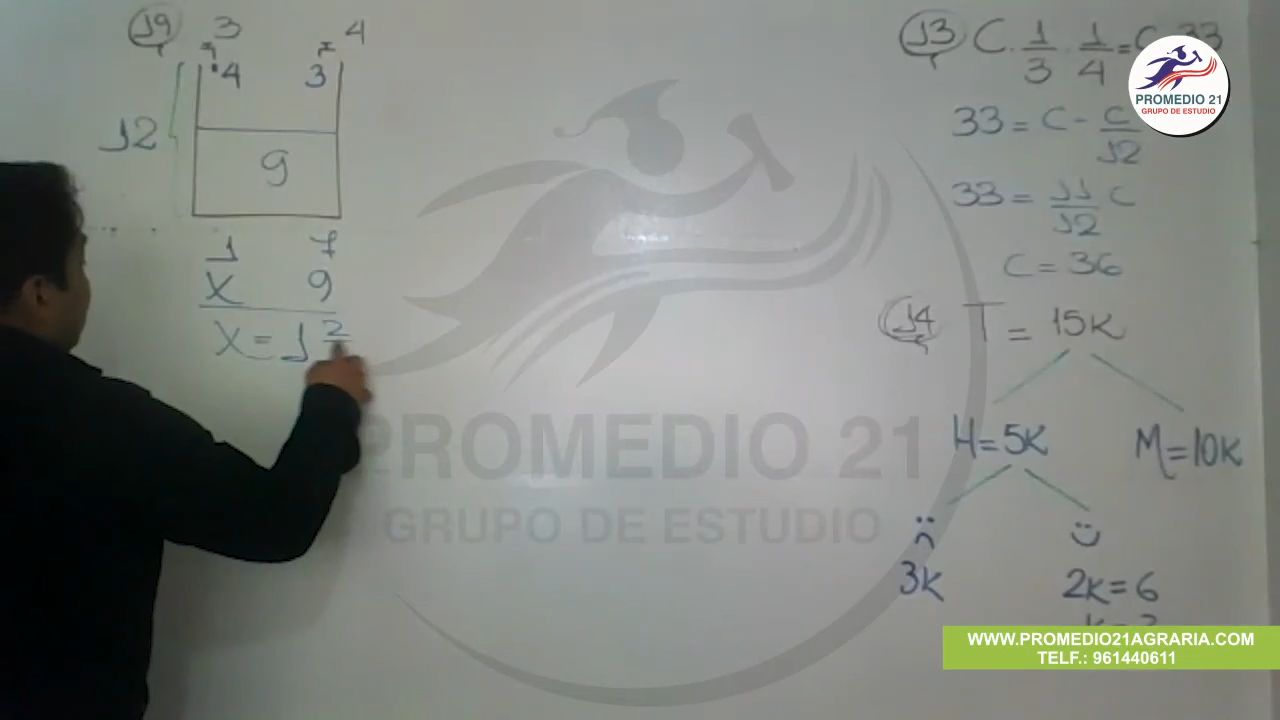 19
3 4
4 3
12
9
1 7
X 9
X = 1 2
13 C. 1/3 . 1/4 = C 33
33 = C - C/12
33 = 11/12 C
C = 36
14 T = 15K
H = 5K M = 10K
3K 2K = 6
PROMEDIO 21
GRUPO DE ESTUDIO
PROMEDIO 21
GRUPO DE ESTUDIO
WWW.PROMEDIO21AGRARIA.COM
TELF.: 961440611